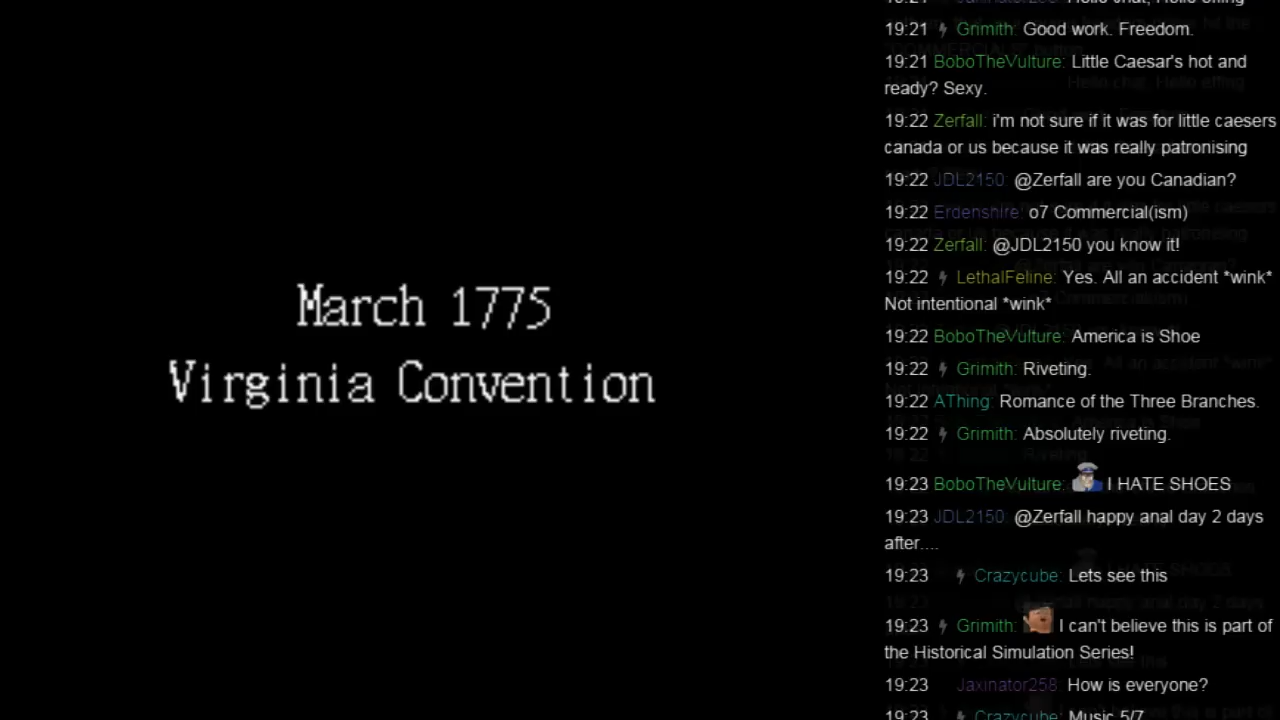 March 1775
Virginia Convention
19:21 Grimith: Good work. Freedom.
19:21 BoboTheVulture: Little Caesar's hot and
ready? Sexy.
19:22 Zerfall: i'm not sure if it was for little caesers
canada or us because it was really patronising
19:22 JDL2150: @Zerfall are you Canadian?
19:22 Erdenshire: o7 Commercial(ism)
19:22 Zerfall: @JDL2150 you know it!
19:22 LethalFeline: Yes. All an accident *wink*
Not intentional *wink*
19:22 BoboTheVulture: America is Shoe
19:22 Grimith: Riveting.
19:22 AThing: Romance of the Three Branches.
19:22 Grimith: Absolutely riveting.
19:23 BoboTheVulture: I HATE SHOES
19:23 JDL2150: @Zerfall happy anal day 2 days
after....
19:23 Crazycube: Lets see this
19:23 Grimith: I can't believe this is part of
the Historical Simulation Series!
19:23 Jaxinator258: How is everyone?
19:23 Crazycube: Music 5/7